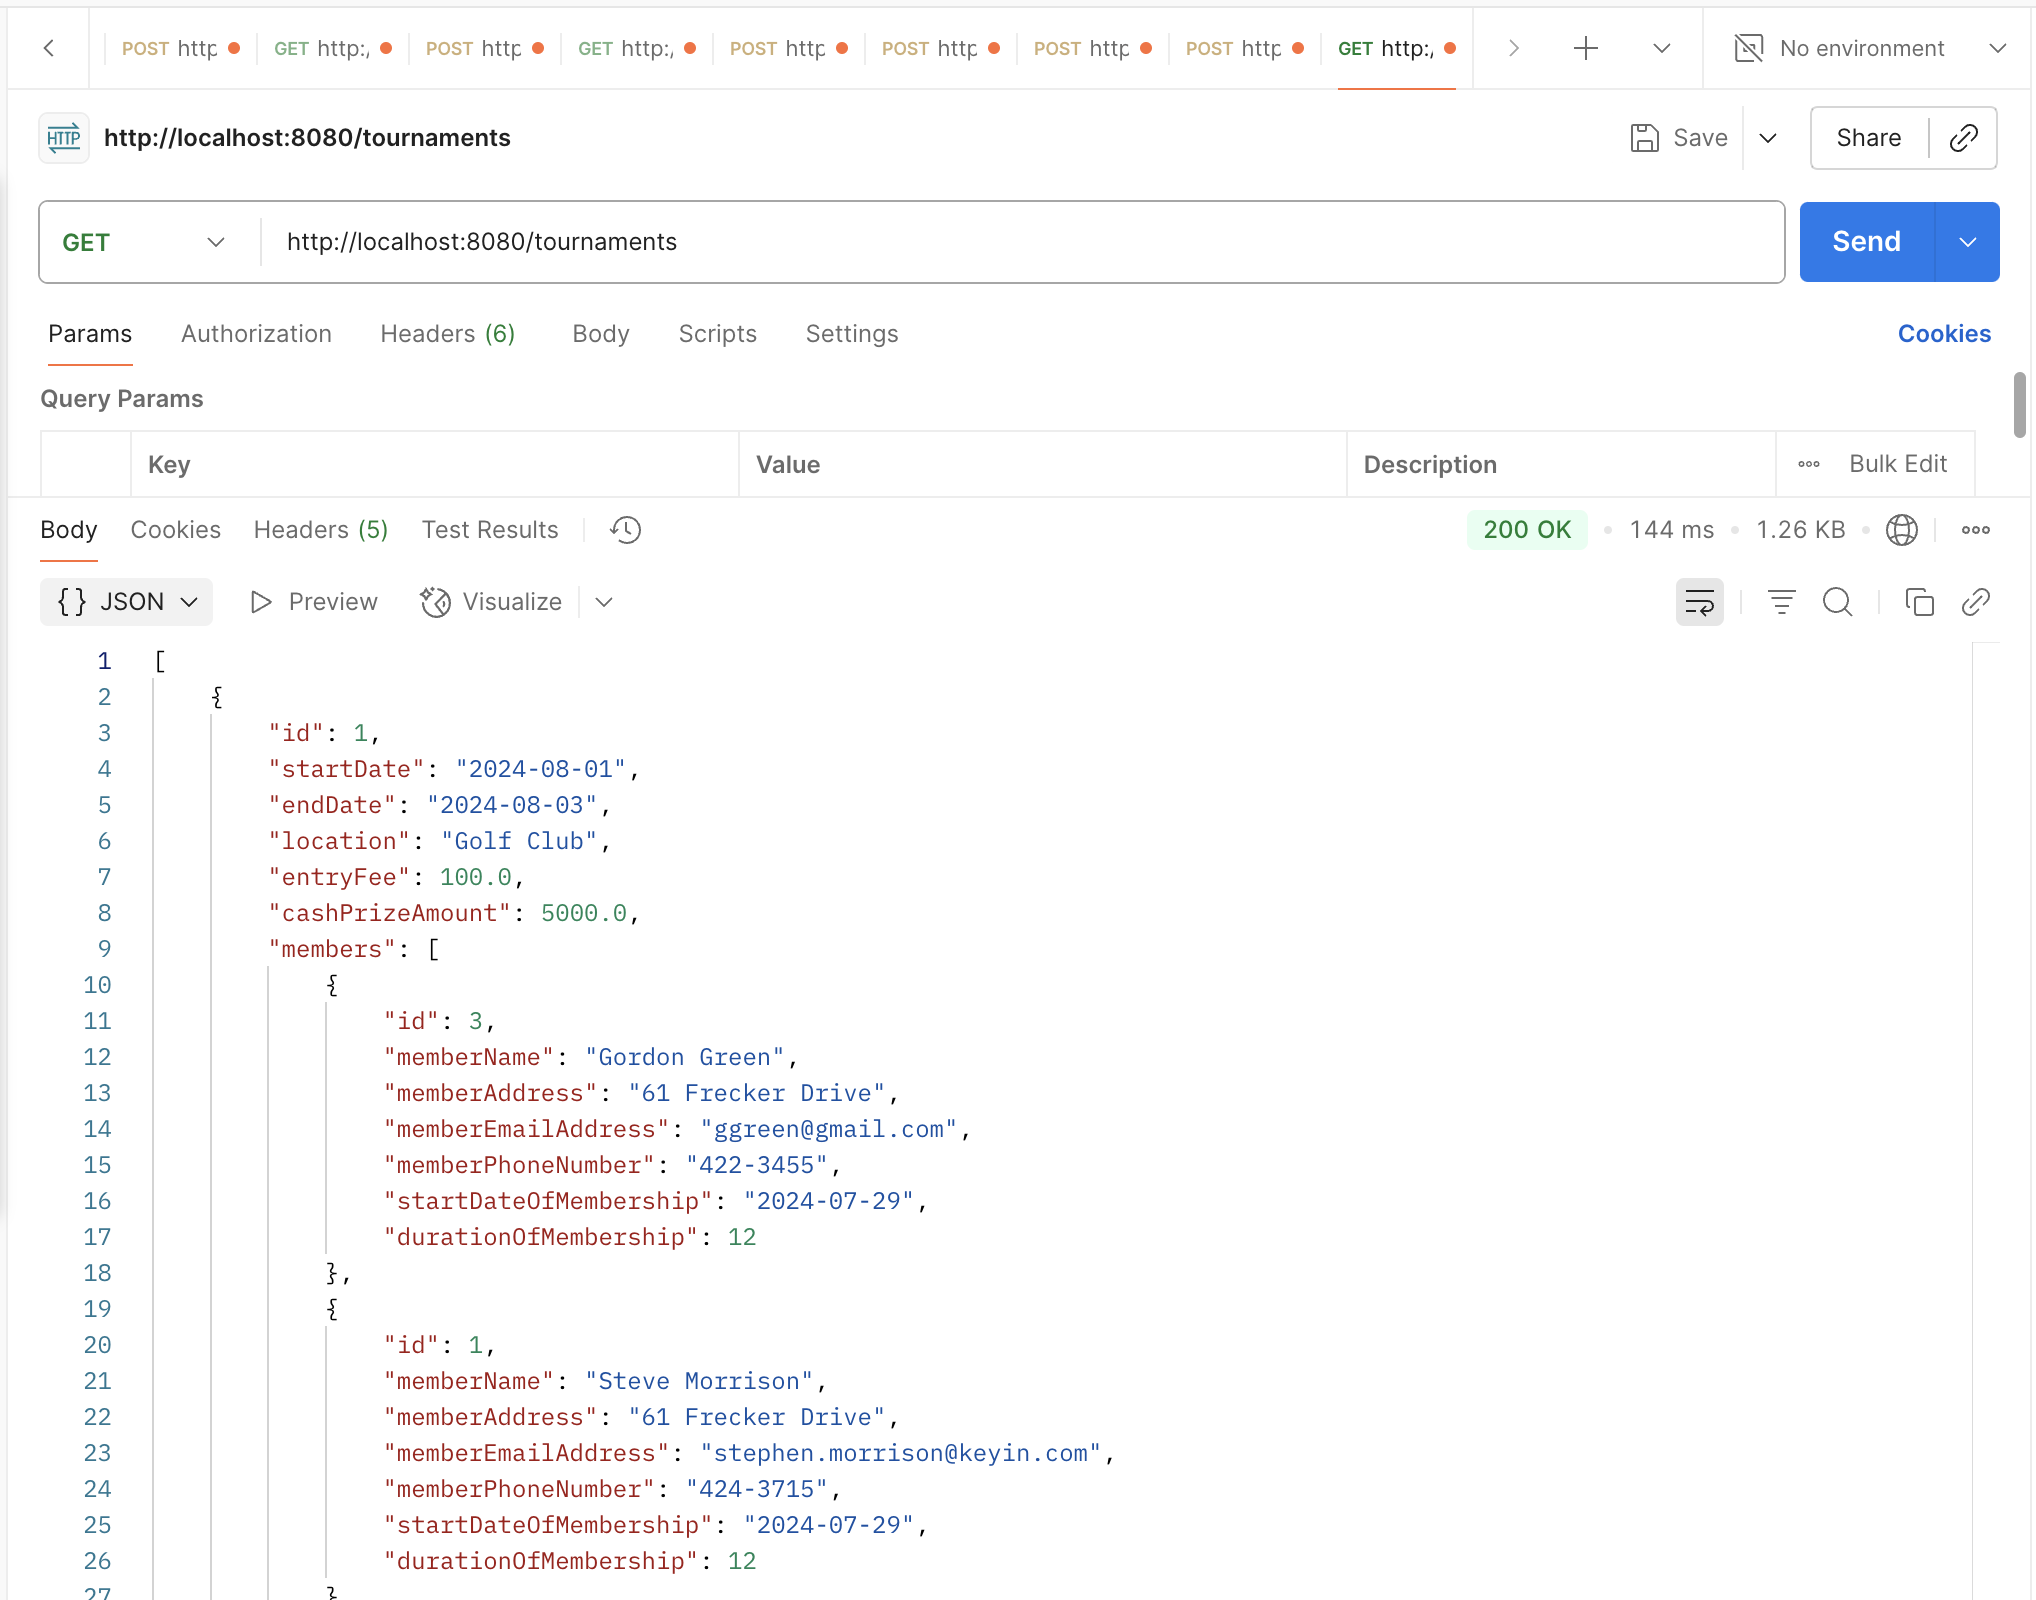 POST http GET http:/ POST http GET http:/ POST http POST http POST http POST http GET http:/ No environment
HTTP http://localhost:8080/tournaments Save Share
GET http://localhost:8080/tournaments Send
Params Authorization Headers (6) Body Scripts Settings Cookies
Query Params
Key Value Description Bulk Edit
Body Cookies Headers (5) Test Results 200 OK 144 ms 1.26 KB
{} JSON Preview Visualize
1 [
2 {
3 "id": 1,
4 "startDate": "2024-08-01",
5 "endDate": "2024-08-03",
6 "location": "Golf Club",
7 "entryFee": 100.0,
8 "cashPrizeAmount": 5000.0,
9 "members": [
10 {
11 "id": 3,
12 "memberName": "Gordon Green",
13 "memberAddress": "61 Frecker Drive",
14 "memberEmailAddress": "ggreen@gmail.com",
15 "memberPhoneNumber": "422-3455",
16 "startDateOfMembership": "2024-07-29",
17 "durationOfMembership": 12
18 },
19 {
20 "id": 1,
21 "memberName": "Steve Morrison",
22 "memberAddress": "61 Frecker Drive",
23 "memberEmailAddress": "stephen.morrison@keyin.com",
24 "memberPhoneNumber": "424-3715",
25 "startDateOfMembership": "2024-07-29",
26 "durationOfMembership": 12
27 }